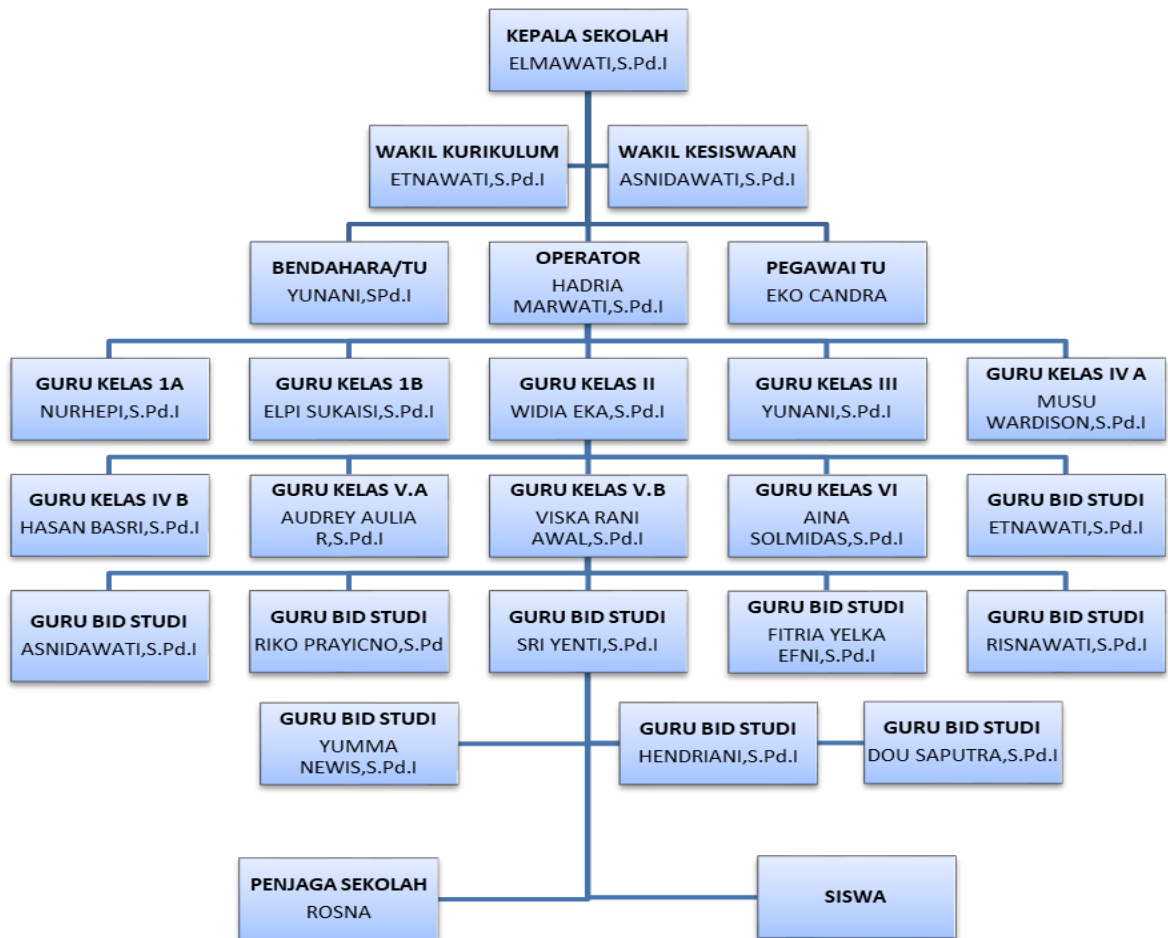 KEPALA SEKOLAH
ELMAWATI,S.Pd.I
WAKIL KURIKULUM
ETNAWATI,S.Pd.I
WAKIL KESISWAAN
ASNIDAWATI,S.Pd.I
BENDAHARA/TU
YUNANI,SPd.I
OPERATOR
HADRIA
MARWATI,S.Pd.I
PEGAWAI TU
EKO CANDRA
GURU KELAS 1A
NURHEPI,S.Pd.I
GURU KELAS 1B
ELPI SUKAISI,S.Pd.I
GURU KELAS II
WIDIA EKA,S.Pd.I
GURU KELAS III
YUNANI,S.Pd.I
GURU KELAS IV A
MUSU
WARDISON,S.Pd.I
GURU KELAS IV B
HASAN BASRI,S.Pd.I
GURU KELAS V.A
AUDREY AULIA
R,S.Pd.I
GURU KELAS V.B
VISKA RANI
AWAL,S.Pd.I
GURU KELAS VI
AINA
SOLMIDAS,S.Pd.I
GURU BID STUDI
ETNAWATI,S.Pd.I
GURU BID STUDI
ASNIDAWATI,S.Pd.I
GURU BID STUDI
RIKO PRAYICNO,S.Pd
GURU BID STUDI
SRI YENTI,S.Pd.I
GURU BID STUDI
FITRIA YELKA
EFNI,S.Pd.I
GURU BID STUDI
RISNAWATI,S.Pd.I
GURU BID STUDI
YUMMA
NEWIS,S.Pd.I
GURU BID STUDI
HENDRIANI,S.Pd.I
GURU BID STUDI
DOU SAPUTRA,S.Pd.I
PENJAGA SEKOLAH
ROSNA
SISWA